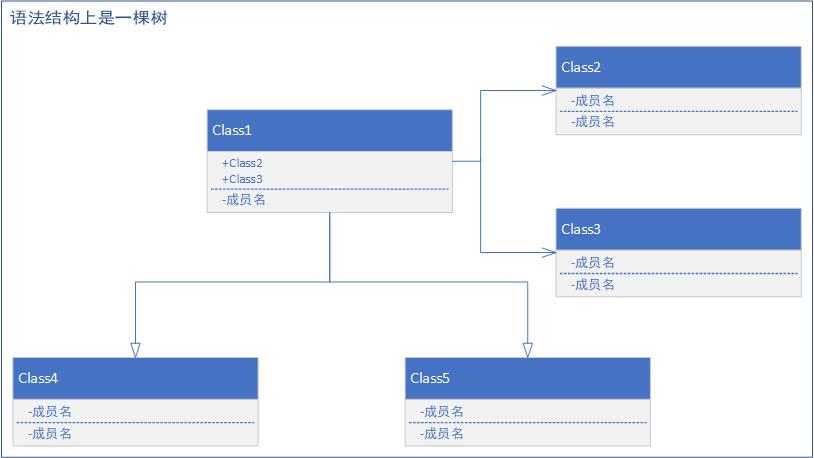 语法结构上是一棵树
Class1
+Class2
+Class3
-成员名
Class2
-成员名
-成员名
Class3
-成员名
-成员名
Class4
-成员名
-成员名
Class5
-成员名
-成员名